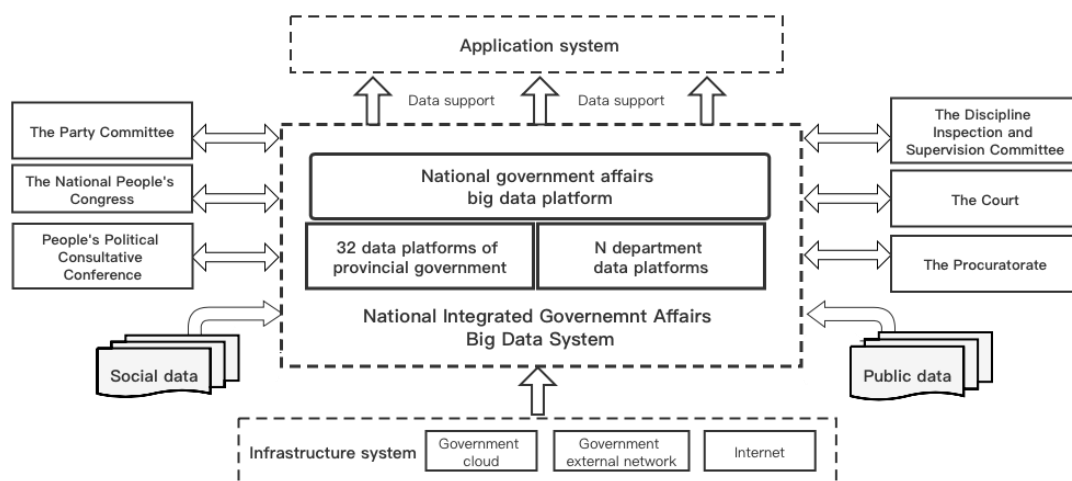 Application system
Data support
Data support
The Party Committee
The National People's
Congress
People's Political
Consultative
Conference
The Discipline
Inspection and
Supervision Committee
The Court
The Procuratorate
National government affairs
big data platform
32 data platforms of
provincial government
N department
data platforms
National Integrated Governemnt Affairs
Big Data System
Social data
Public data
Infrastructure system
Government
cloud
Government
external network
Internet